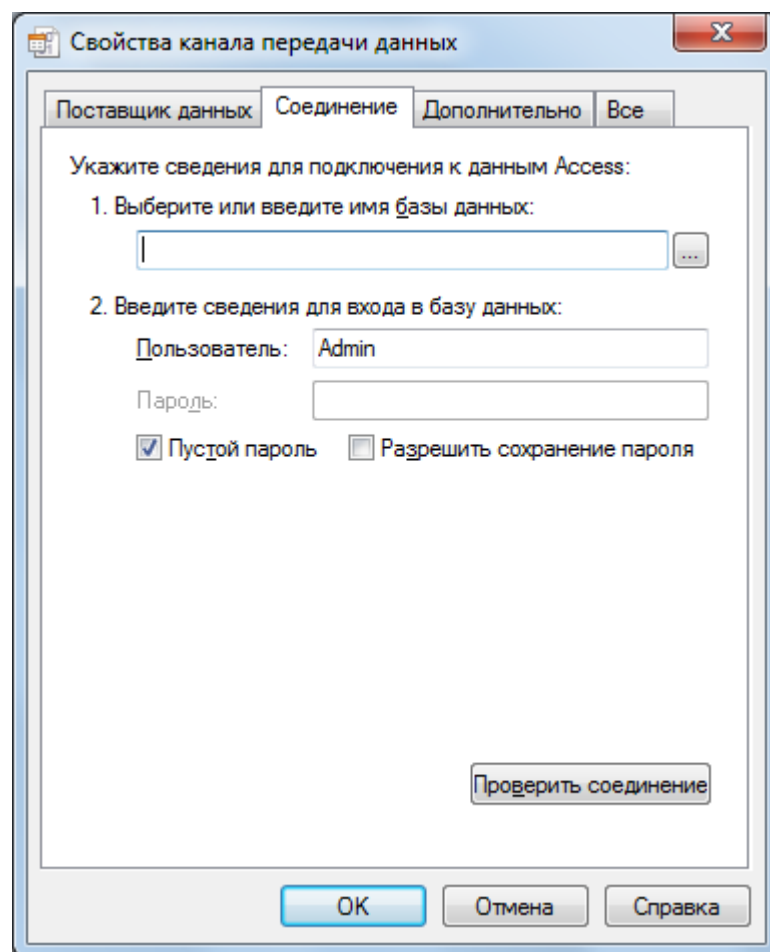 Свойства канала передачи данных
Поставщик данных Соединение Дополнительно Все
Укажите сведения для подключения к данным Access:
1. Выберите или введите имя базы данных:
...
2. Введите сведения для входа в базу данных:
Пользователь: Admin
Пароль:
Пустой пароль Разрешить сохранение пароля
Проверить соединение
OK Отмена Справка